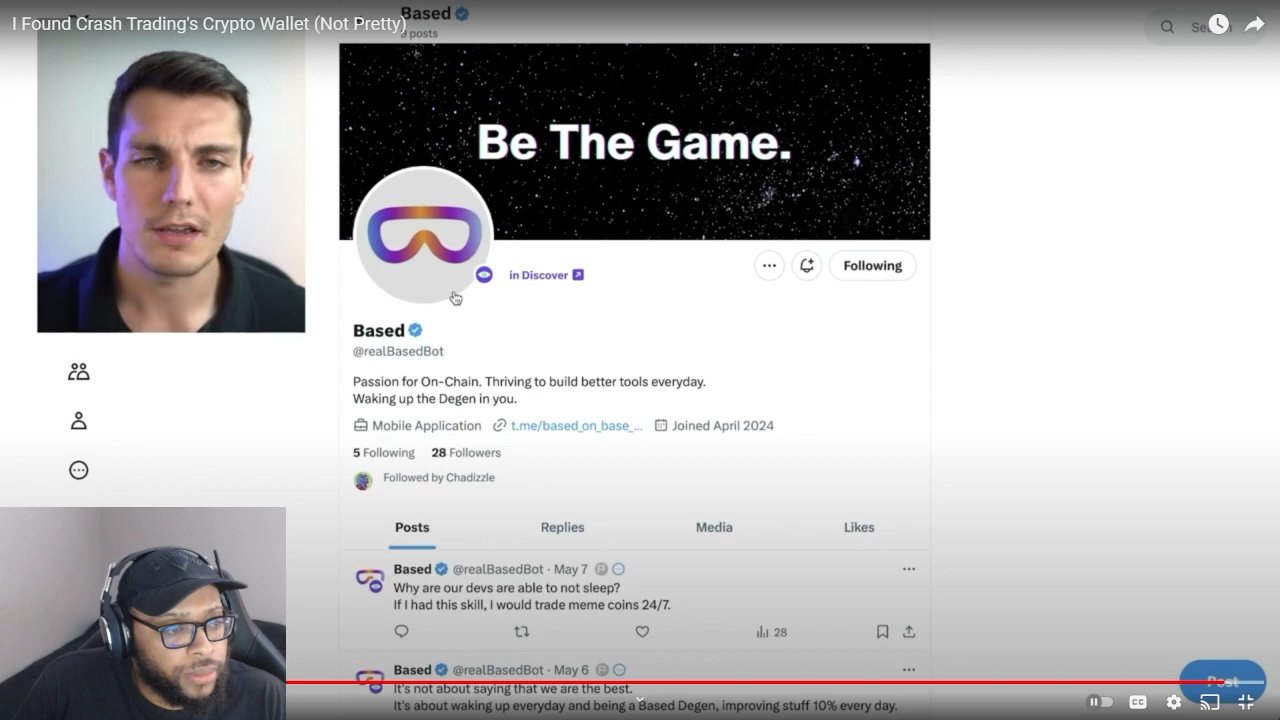 I Found Crash Trading's Crypto Wallet (Not Pretty)
Based
posts
Be The Game.
in Discover
Following
Based
@realBasedBot
Passion for On-Chain. Thriving to build better tools everyday.
Waking up the Degen in you.
Mobile Application t.me/based_on_base_... Joined April 2024
5 Following 28 Followers
Followed by Chadizzle
Posts Replies Media Likes
Based @realBasedBot · May 7
Why are our devs are able to not sleep?
If I had this skill, I would trade meme coins 24/7.
28
Based @realBasedBot · May 6
It's not about saying that we are the best.
It's about waking up everyday and being a Based Degen, improving stuff 10% every day.
Post
CC